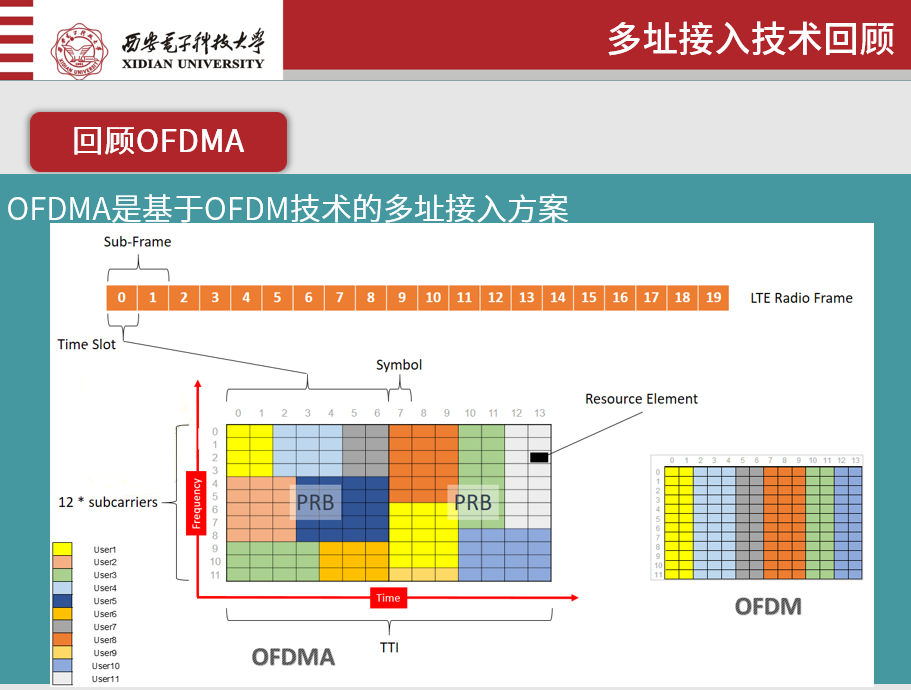 西安电子科技大学
XIDIAN UNIVERSITY
多址接入技术回顾
回顾OFDMA
OFDMA是基于OFDM技术的多址接入方案
Sub-Frame
0 1 2 3 4 5 6 7 8 9 10 11 12 13 14 15 16 17 18 19
LTE Radio Frame
Time Slot
Symbol
Resource Element
0 1 2 3 4 5 6 7 8 9 10 11 12 13
0
1
2
3
4
5
6
7
8
9
10
11
12 * subcarriers
Frequency
PRB
PRB
Time
TTI
OFDMA
User1
User2
User3
User4
User5
User6
User7
User8
User9
User10
User11
0 1 2 3 4 5 6 7 8 9 10 11 12 13
0
1
2
3
4
5
6
7
8
9
10
11
OFDM